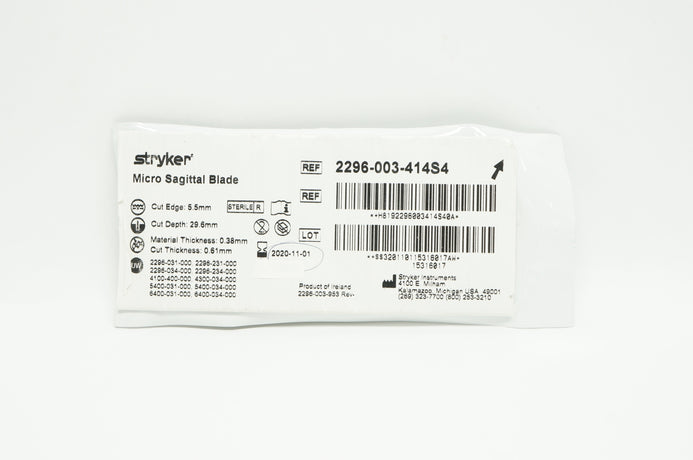 stryker
Micro Sagittal Blade
Cut Edge: 5.5mm
STERILE R
Cut Depth: 29.6mm
Material Thickness: 0.38mm
Cut Thickness: 0.61mm
2020-11-01
2296-031-000 2296-231-000
2296-034-000 2296-234-000
4100-400-000 4300-034-000
5400-031-000 5400-034-000
6400-031-000 6400-034-000
REF 2296-003-414S4
REF
**H8192296003414S40A*
LOT
**$$320110115316017AW*
15316017
Product of Ireland
2296-003-953 Rev-
Stryker Instruments
4100 E. Milham
Kalamazoo, Michigan USA 49001
(269) 323-7700 (800) 253-3210